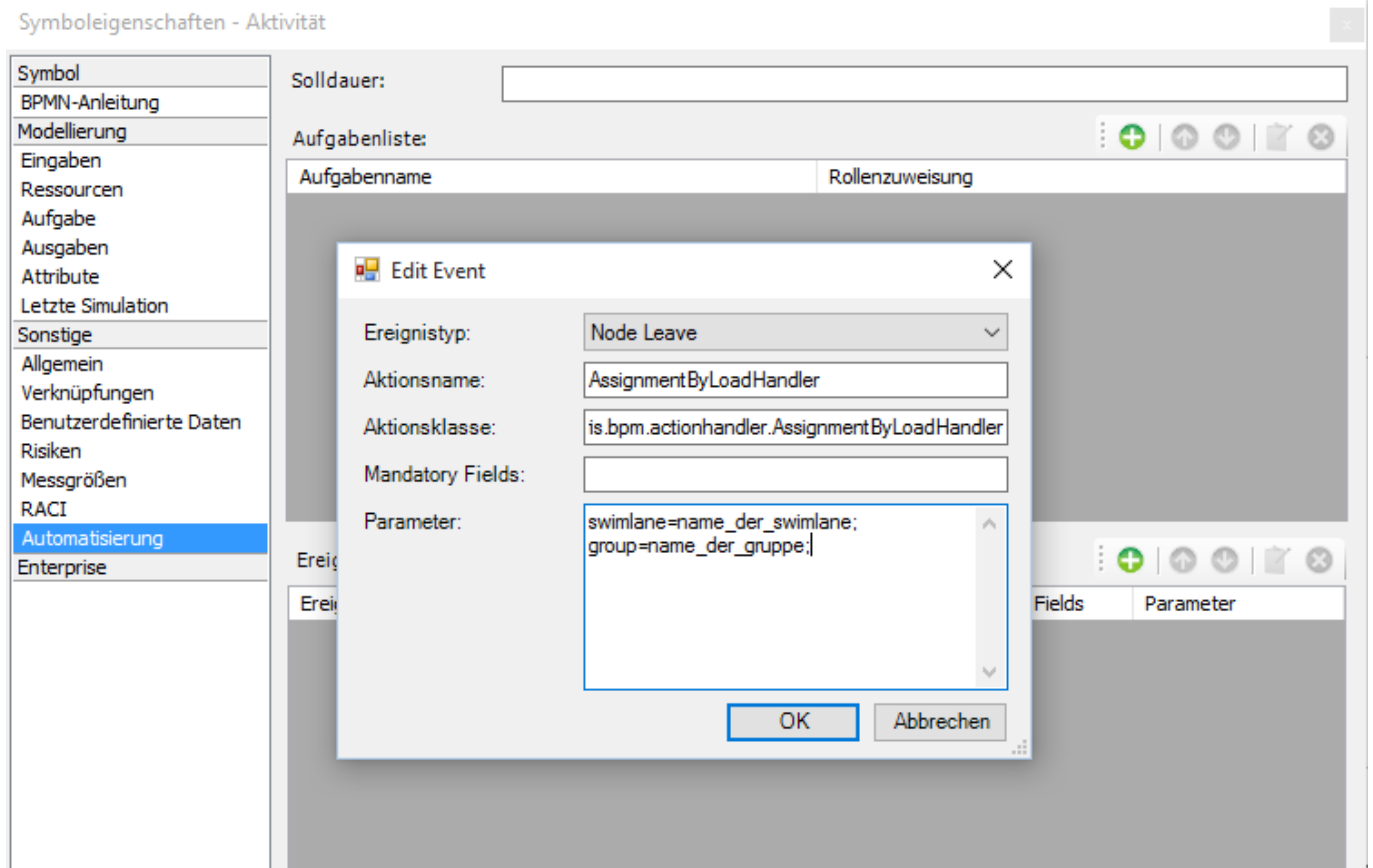 Symboleigenschaften - Aktivität
Symbol
BPMN-Anleitung
Modellierung
Eingaben
Ressourcen
Aufgabe
Ausgaben
Attribute
Letzte Simulation
Sonstige
Allgemein
Verknüpfungen
Benutzerdefinierte Daten
Risiken
Messgrößen
RACI
Automatisierung
Enterprise
Solldauer:
Aufgabenliste:
Aufgabenname Rollenzuweisung
Edit Event
Ereignistyp: Node Leave
Aktionsname: AssignmentByLoadHandler
Aktionsklasse: is.bpm.actionhandler.AssignmentByLoadHandler
Mandatory Fields:
Parameter: swimlane=name_der_swimlane;
group=name_der_gruppe;
OK Abbrechen
Fields Parameter